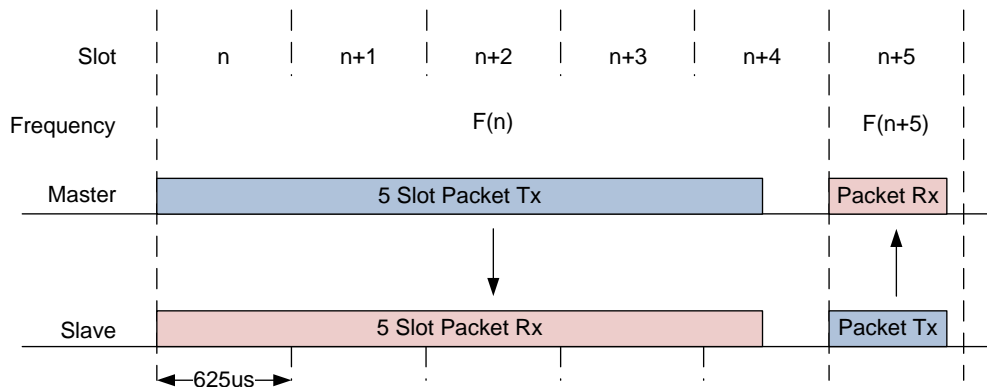 Slot n n+1 n+2 n+3 n+4 n+5
Frequency F(n) F(n+5)
Master 5 Slot Packet Tx Packet Rx
Slave 5 Slot Packet Rx Packet Tx
625us